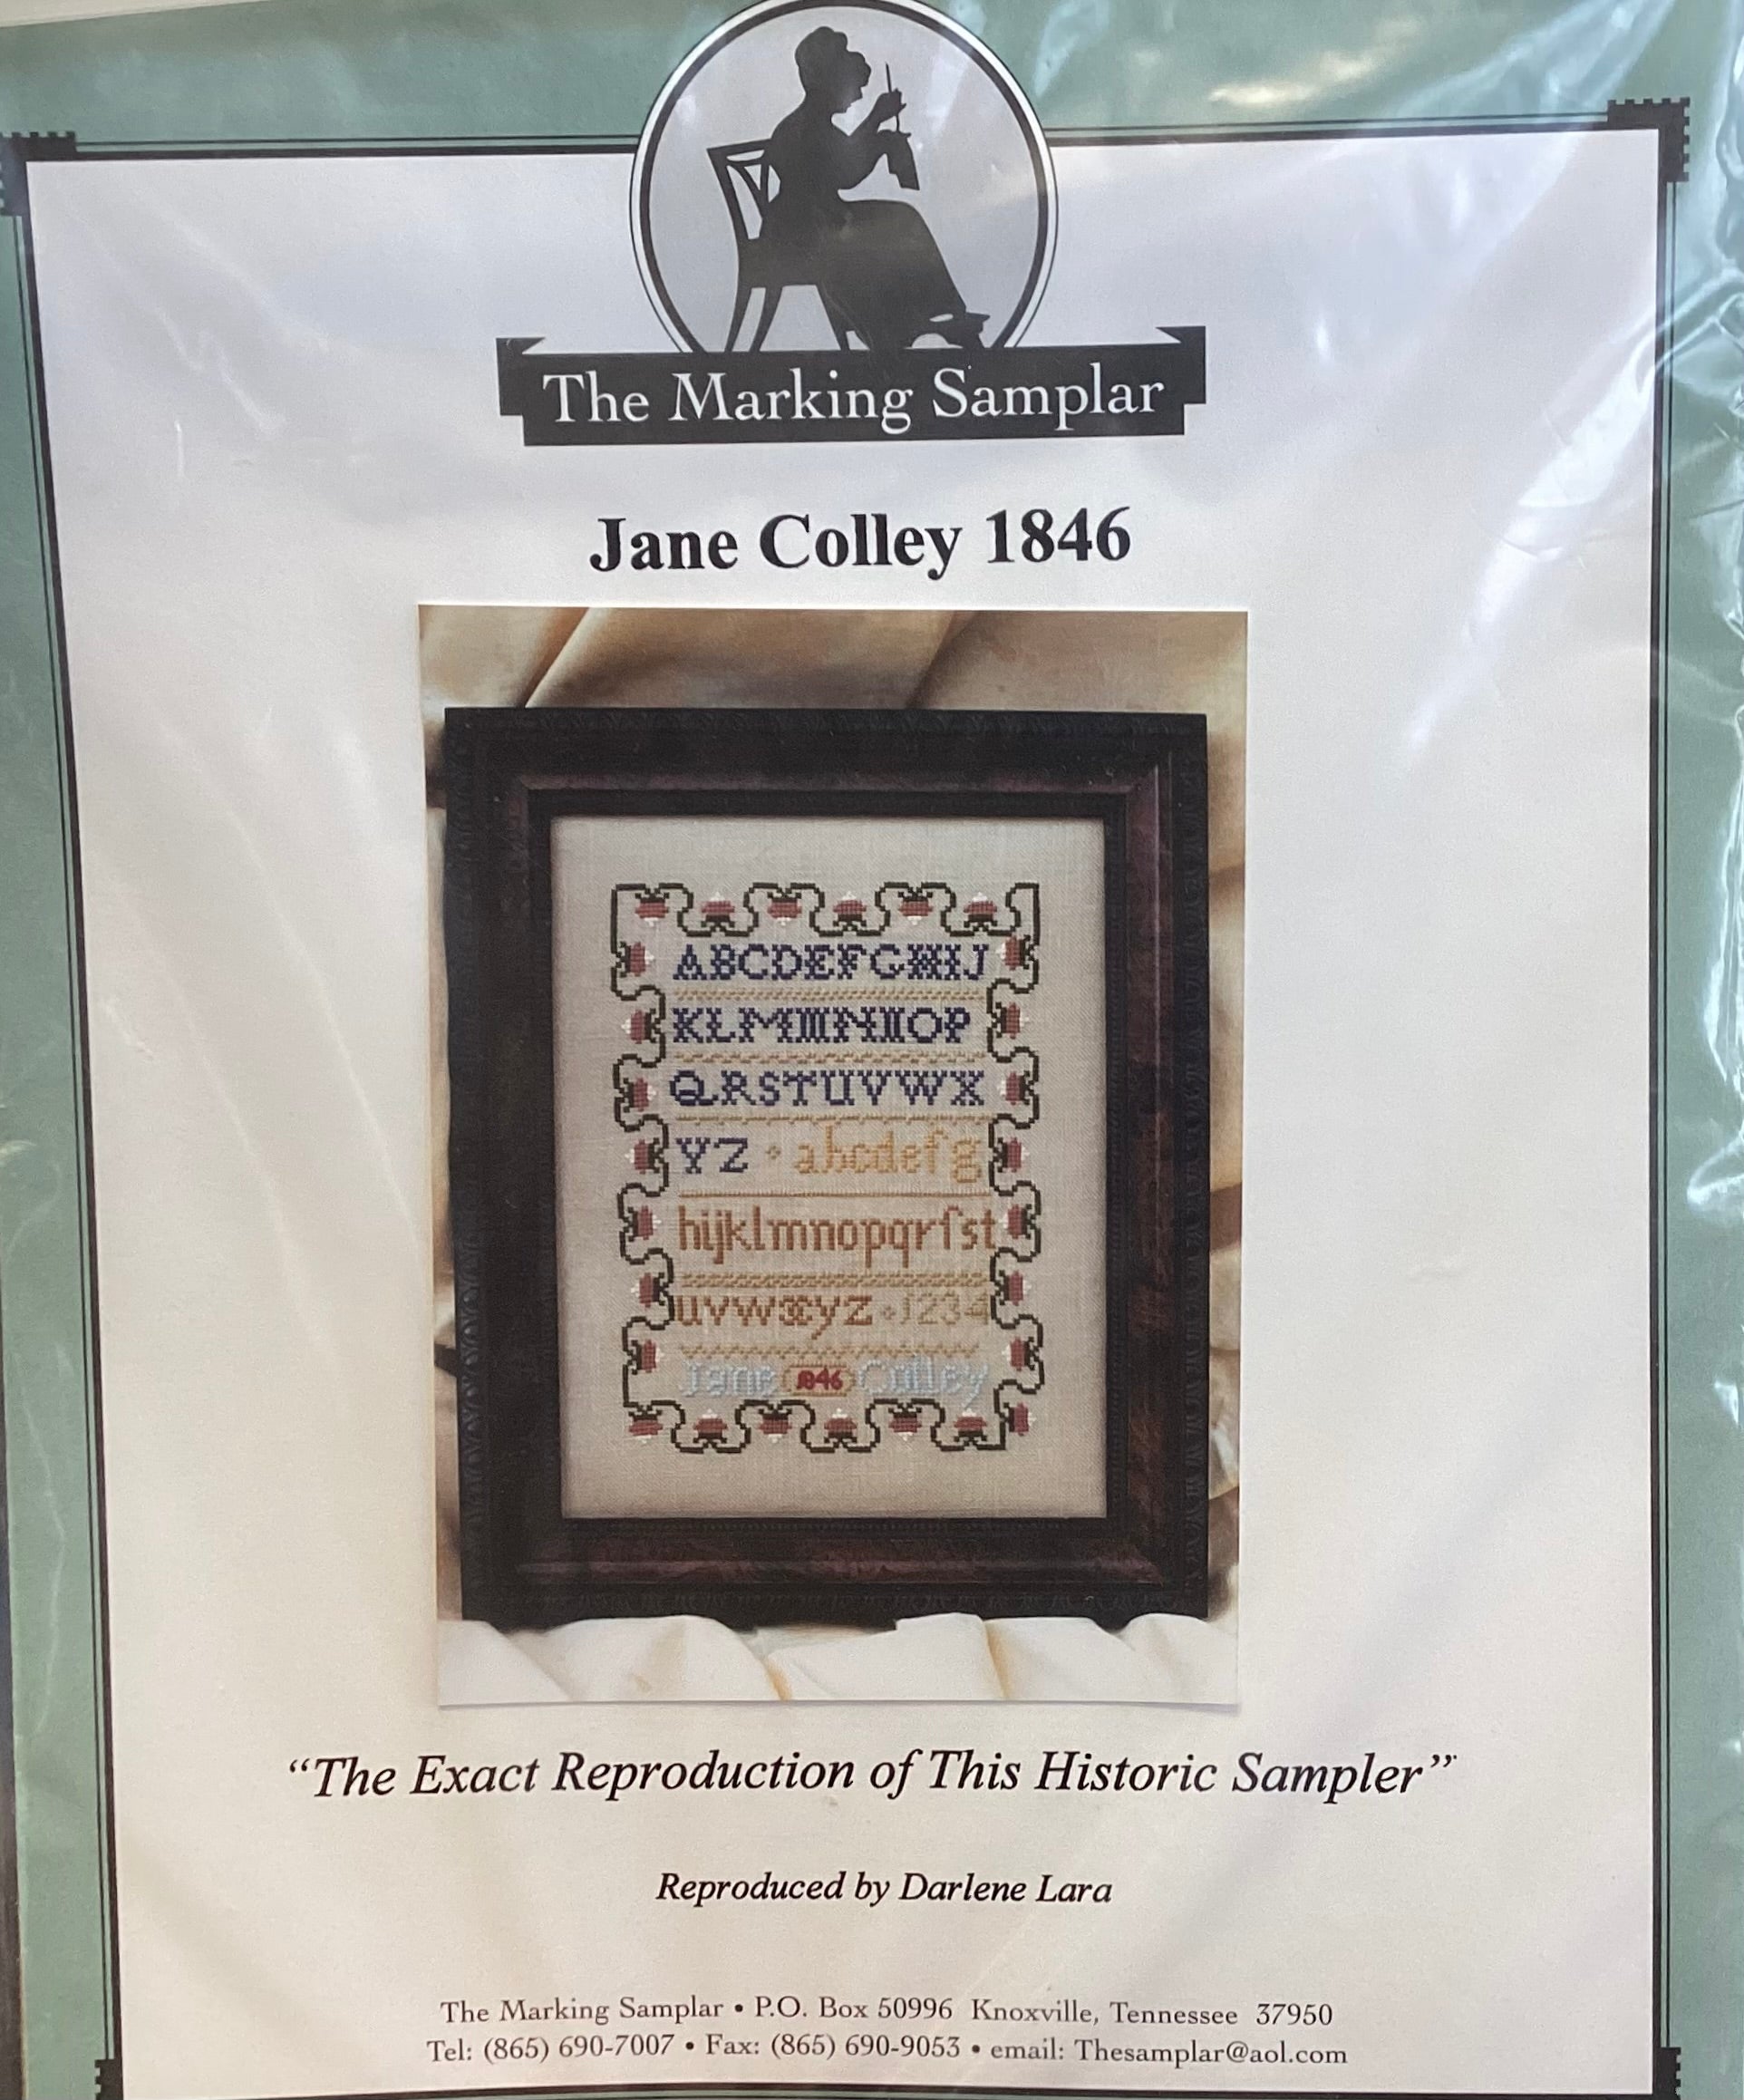 The Marking Samplar
Jane Colley 1846
ABCDEFGHIJ
KLMNOP
QRSTUVWX
YZ abcdefg
hijklmnopqrſst
uvwxyz 1234
Jane 1846 Colley
“The Exact Reproduction of This Historic Sampler”
Reproduced by Darlene Lara
The Marking Samplar • P.O. Box 50996 Knoxville, Tennessee 37950
Tel: (865) 690-7007 • Fax: (865) 690-9053 • email: Thesamplar@aol.com